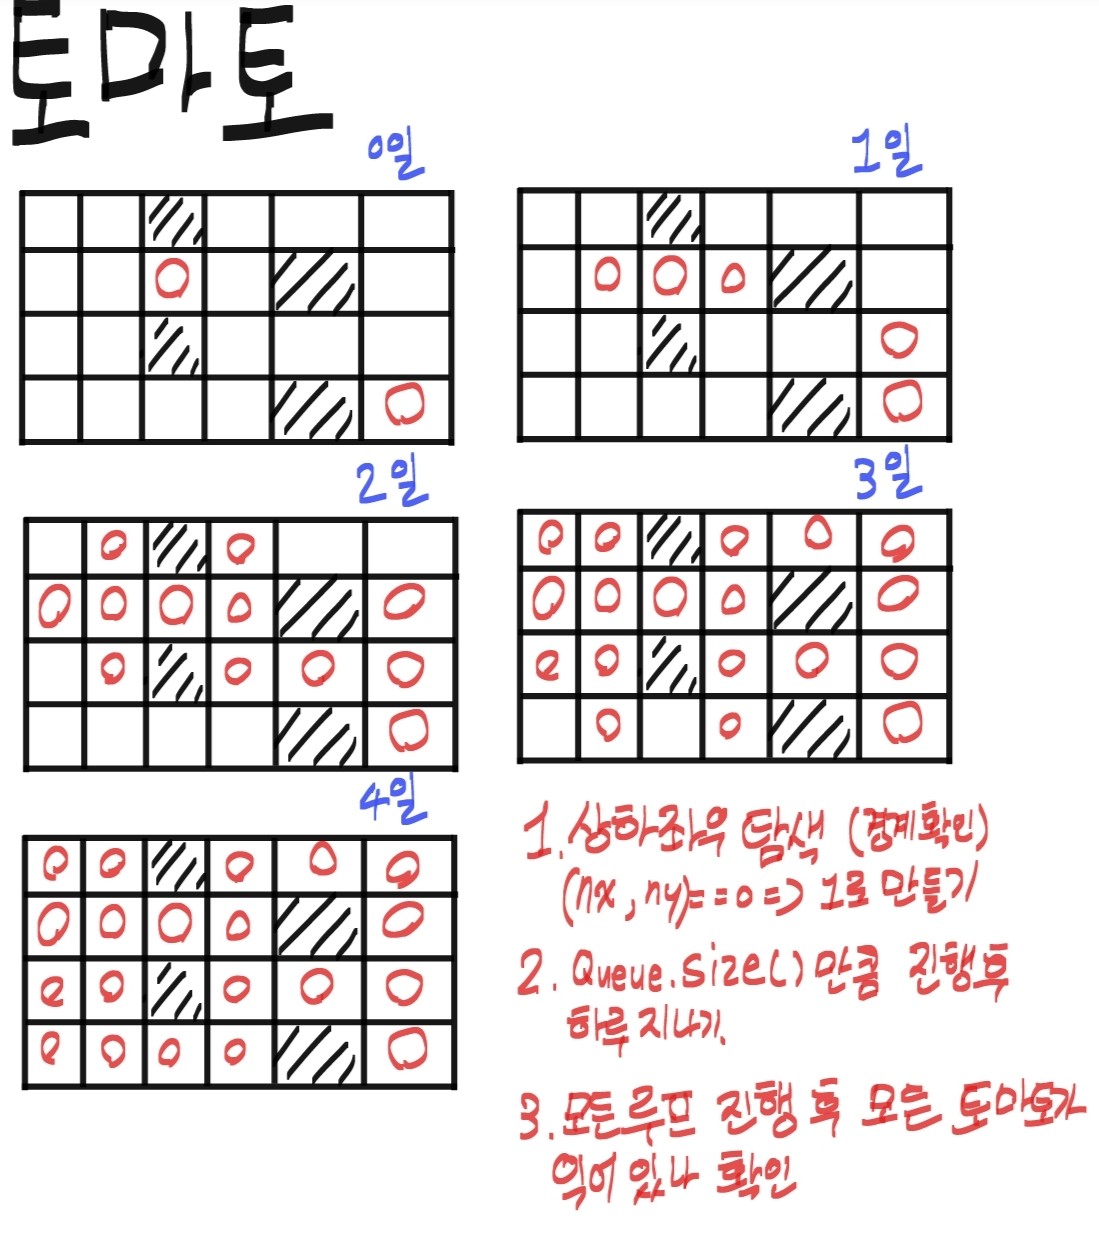 토마토
0일
1일
2일
3일
4일
1. 상하좌우 탐색 (경계확인)
(nx, ny)==0=> 1로 만들기
2. Queue.size() 만큼 진행후
하루 지나기.
3. 모든루프 진행 후 모든 토마토가
익어 있나 확인